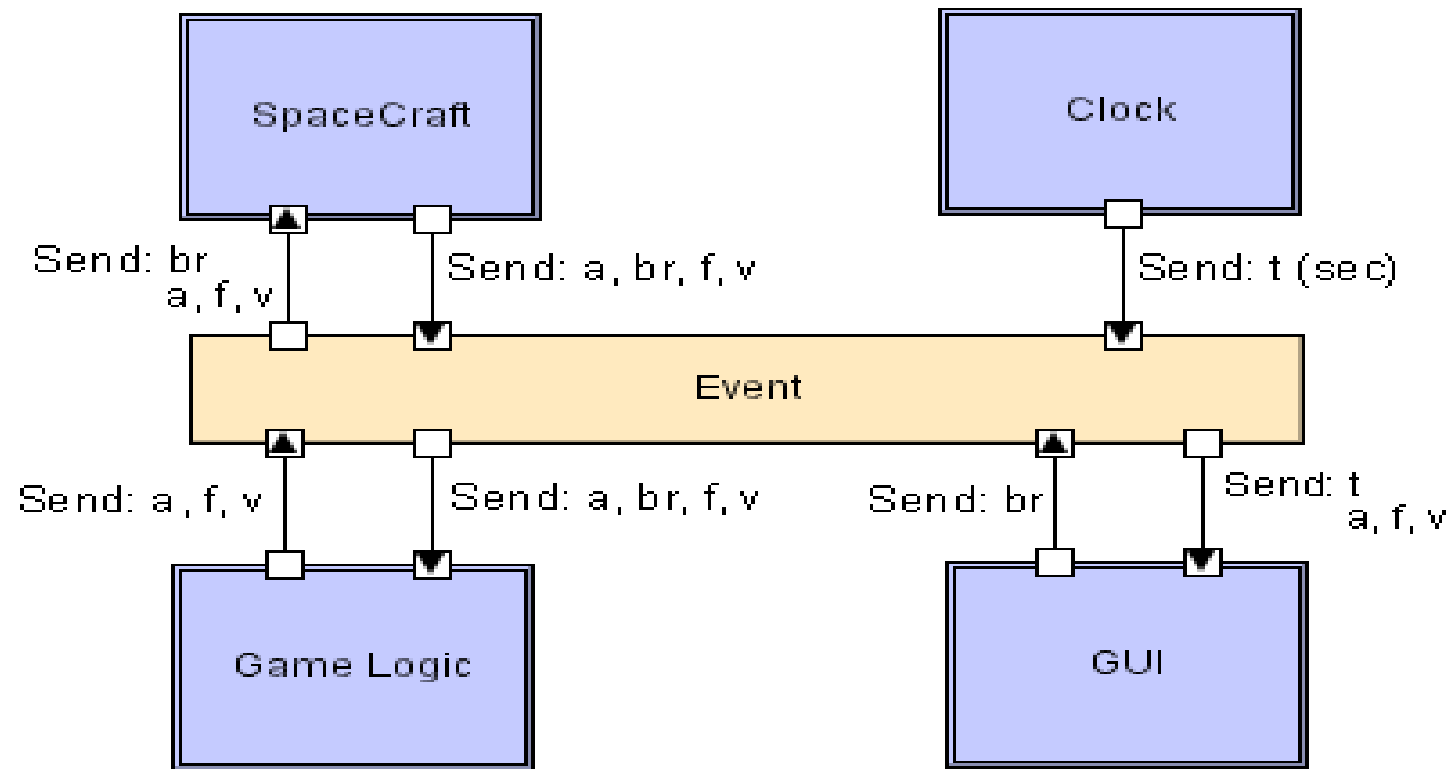 SpaceCraft
Clock
Send: br
a, f, v
Send: a, br, f, v
Send: t (sec)
Event
Send: a, f, v
Send: a, br, f, v
Send: br
Send: t
a, f, v
Game Logic
GUI